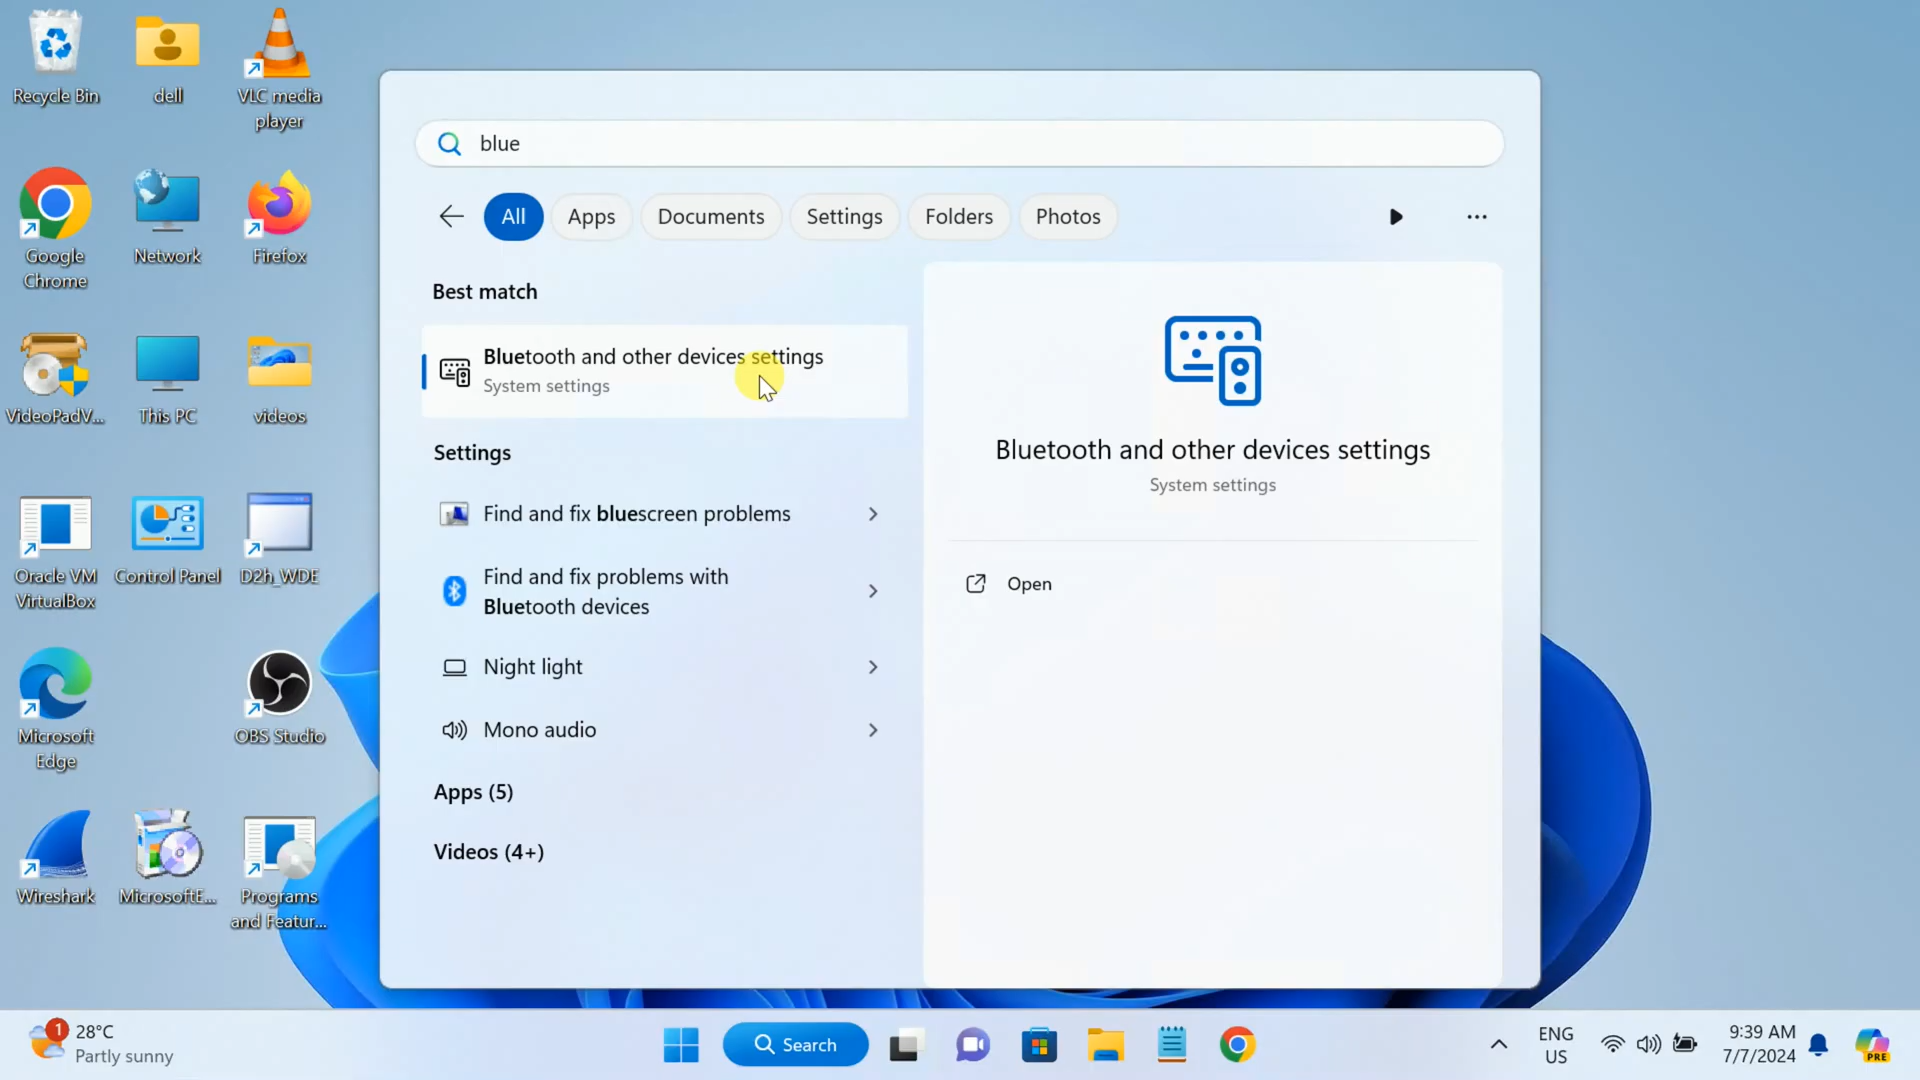 Recycle Bin
dell
VLC media
player
Google
Chrome
Network
Firefox
VideoPadV...
This PC
videos
Oracle VM
VirtualBox
Control Panel
D2h_WDE
Microsoft
Edge
OBS Studio
Wireshark
MicrosoftE...
Programs
and Featur...
blue
All
Apps
Documents
Settings
Folders
Photos
Best match
Bluetooth and other devices settings
System settings
Settings
Find and fix bluescreen problems
Find and fix problems with
Bluetooth devices
Night light
Mono audio
Apps (5)
Videos (4+)
Bluetooth and other devices settings
System settings
Open
1
28°C
Partly sunny
Search
ENG
US
9:39 AM
7/7/2024
PRE